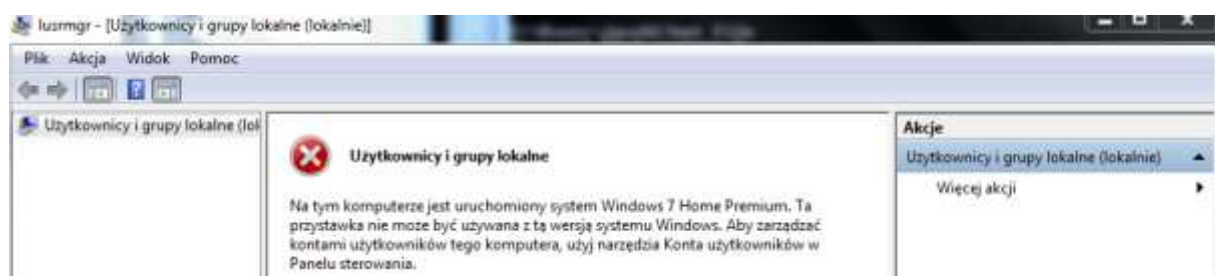 lusrmgr - [Użytkownicy i grupy lokalne (lokalnie)]
Plik Akcja Widok Pomoc
Użytkownicy i grupy lokalne (lok
Użytkownicy i grupy lokalne
Na tym komputerze jest uruchomiony system Windows 7 Home Premium. Ta
przystawka nie może być używana z tą wersją systemu Windows. Aby zarządzać
kontami użytkowników tego komputera, użyj narzędzia Konta użytkowników w
Panelu sterowania.
Akcje
Użytkownicy i grupy lokalne (lokalnie)
Więcej akcji